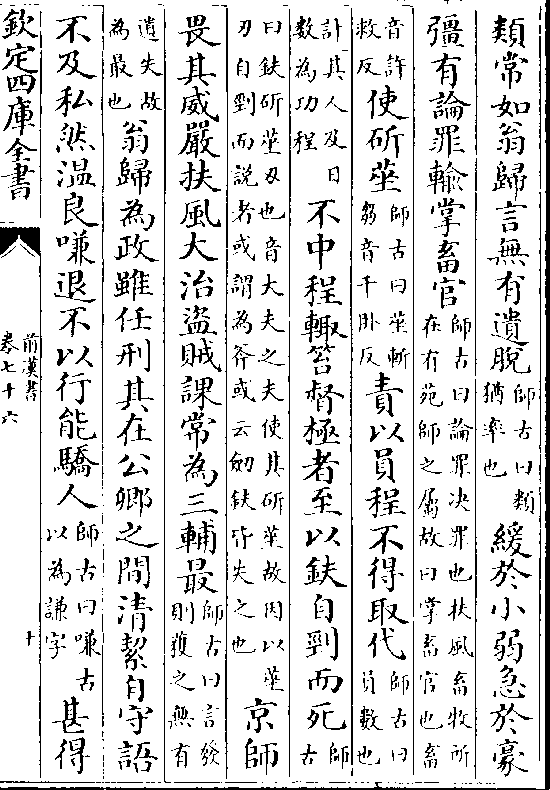 類常如翁歸言無有遺脫師古曰類猶率也緩於小弱急於豪
彊有論罪輸掌畜官師古曰論罪决罪也扶風畜牧所在有苑師之屬故曰掌畜官也畜
音許救反使斫莝師古曰莝斬芻音千卧反責以員程不得取代師古曰員數也
計其人及日數為功程不中程輙笞督極者至以鈇自剄而死師古
曰鈇斫莝刃也音大夫之夫使其斫莝故因以莝刃自剄而説者或謂為斧或云劒鈇皆失之也京師
畏其威嚴扶風大治盜賊課常為三輔最師古曰言發則獲之無有
遺失故為最也翁歸為政雖任刑其在公卿之間清絜自守語
不及私然溫良嗛退不以行能驕人師古曰嗛古以為謙字甚得
欽定四庫全書
前漢書
卷七十六
十